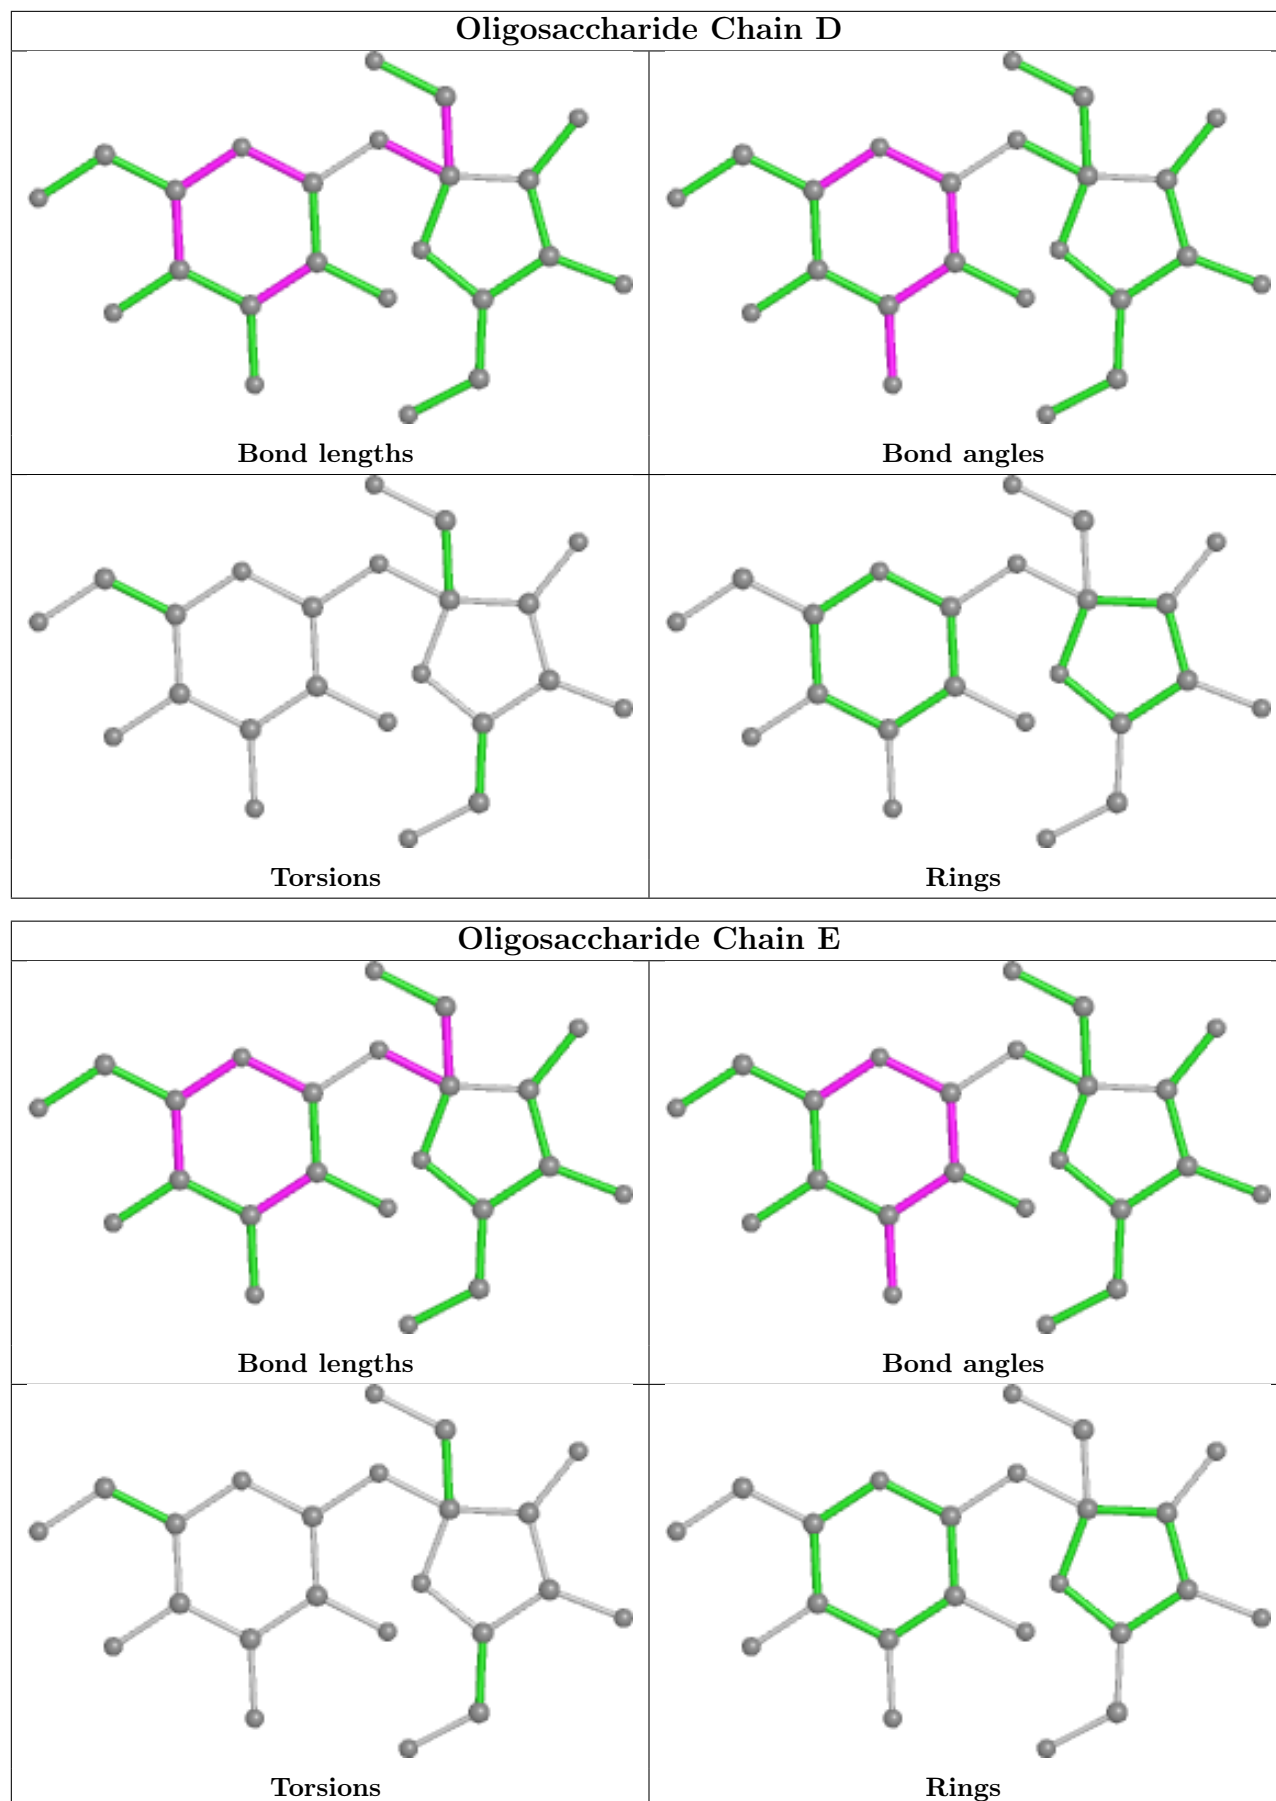 Oligosaccharide Chain D
Bond lengths
Bond angles
Torsions
Rings
Oligosaccharide Chain E
Bond lengths
Bond angles
Torsions
Rings